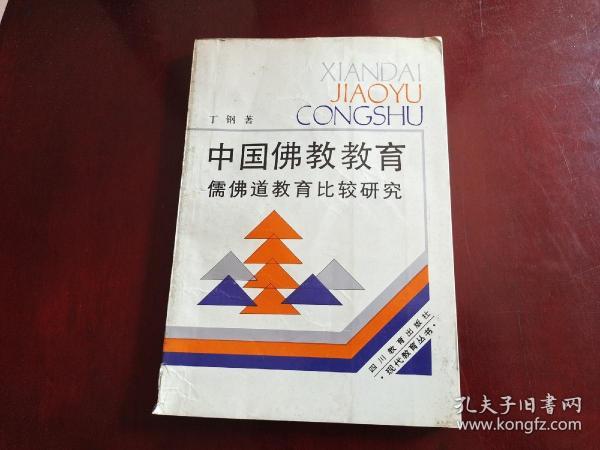 XIANDAI
JIAOYU
CONGSHU
丁钢著
中国佛教教育
儒佛道教育比较研究
四川教育出版社
·现代教育丛书·
孔夫子旧书网
www.kongfz.com